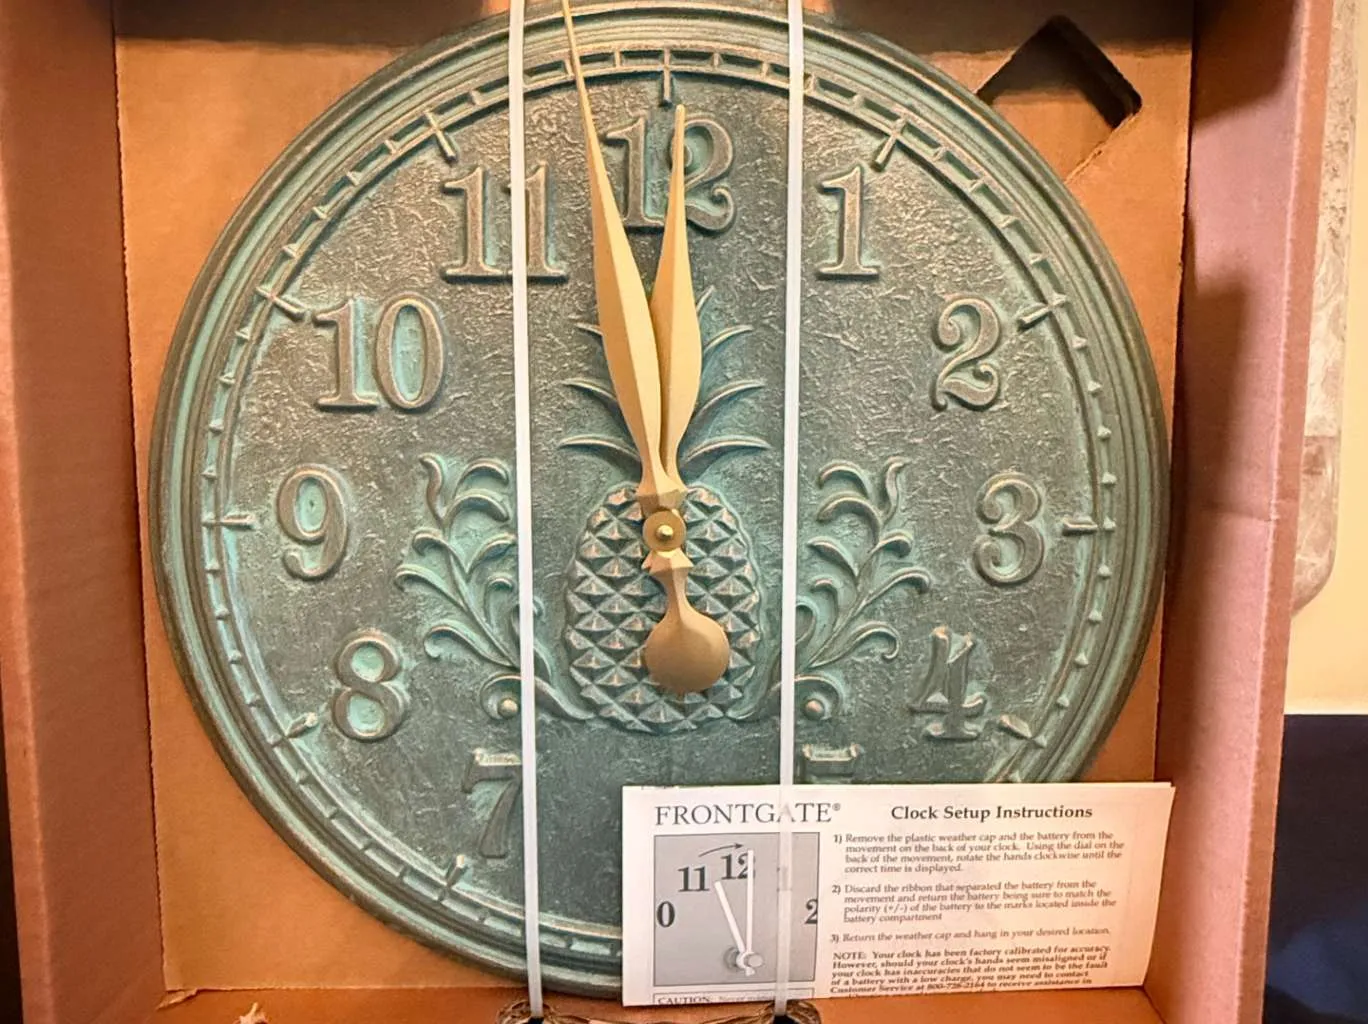 12
11
1
10
2
9
3
8
4
7
FRONTGATE®
Clock Setup Instructions
11 12
0
2
1) Remove the plastic weather cap and the battery from the
movement on the back of your clock. Using the dial on the
back of the movement, rotate the hands clockwise until the
correct time is displayed.
2) Discard the ribbon that separated the battery from the
movement and return the battery being sure to match the
polarity (+/-) of the battery to the marks located inside the
battery compartment
3) Return the weather cap and hang in your desired location.
NOTE: Your clock has been factory calibrated for accuracy.
However, should your clock's hands seem misaligned or if
your clock has inaccuracies that do not seem to be the fault
of a battery with a low charge, you may need to contact
Customer Service at 800-726-2164 to receive assistance in
CAUTION: Never